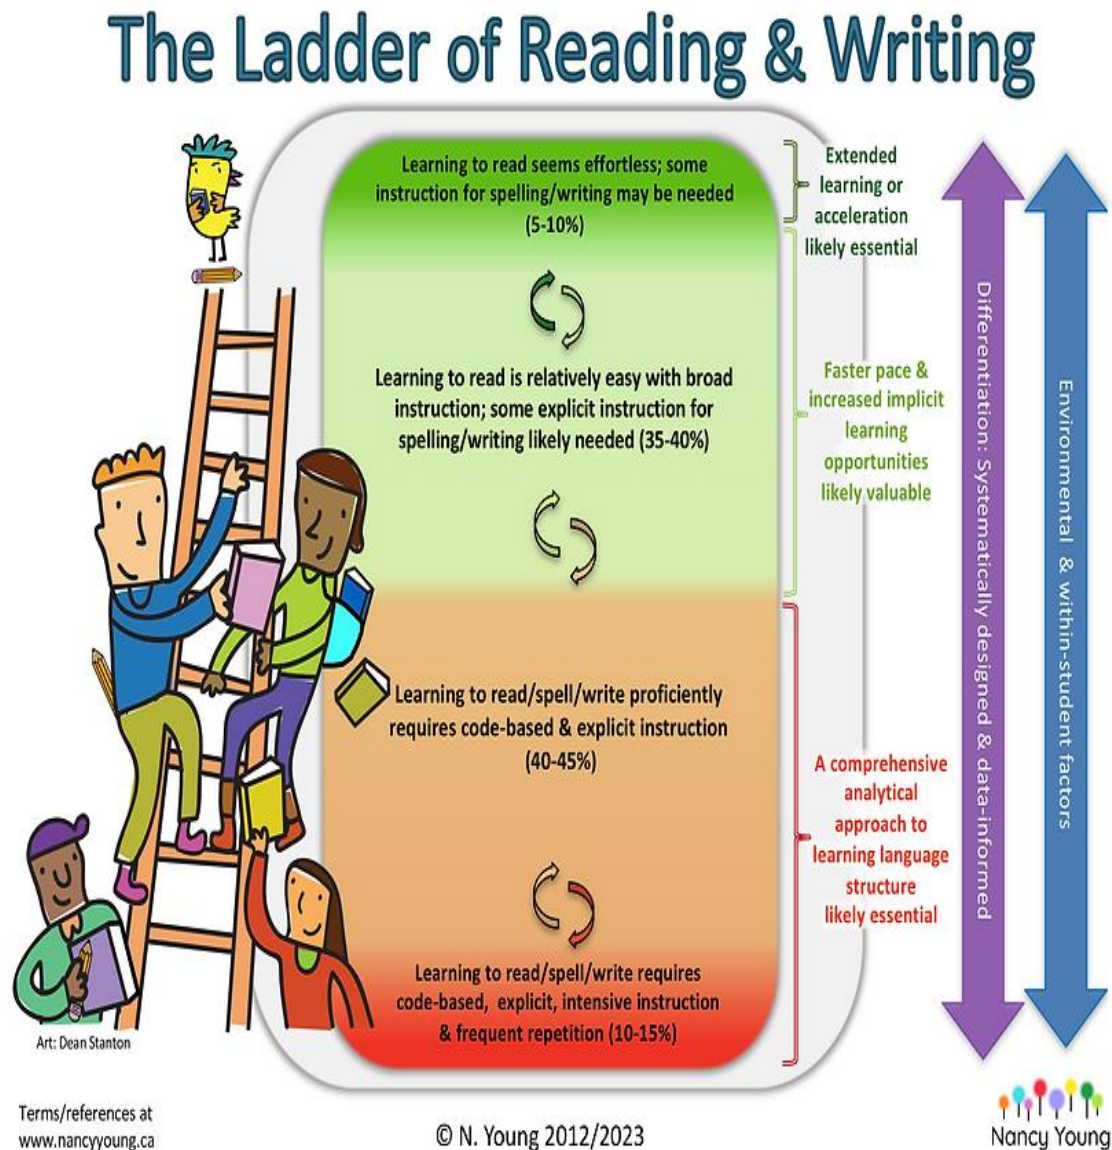 The Ladder of Reading & Writing
Learning to read seems effortless; some
instruction for spelling/writing may be needed
(5-10%)
Extended
learning or
acceleration
likely essential
Learning to read is relatively easy with broad
instruction; some explicit instruction for
spelling/writing likely needed (35-40%)
Faster pace &
increased implicit
learning
opportunities
likely valuable
Learning to read/spell/write proficiently
requires code-based & explicit instruction
(40-45%)
A comprehensive
analytical
approach to
learning language
structure
likely essential
Learning to read/spell/write requires
code-based, explicit, intensive instruction
& frequent repetition (10-15%)
Differentiation: Systematically designed & data-informed
Environmental & within-student factors
Art: Dean Stanton
Terms/references at
www.nancyyoung.ca
© N. Young 2012/2023
Nancy Young